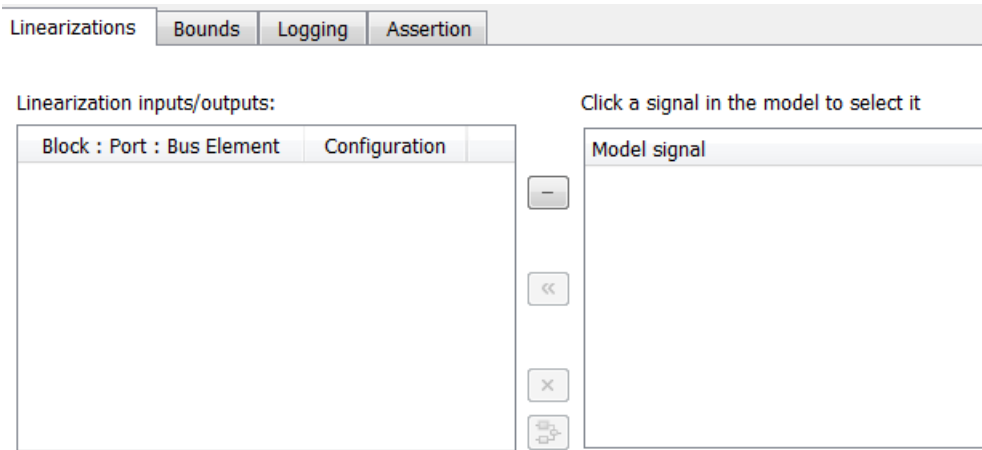 Linearizations Bounds Logging Assertion
Linearization inputs/outputs: Click a signal in the model to select it
Block : Port : Bus Element Configuration Model signal